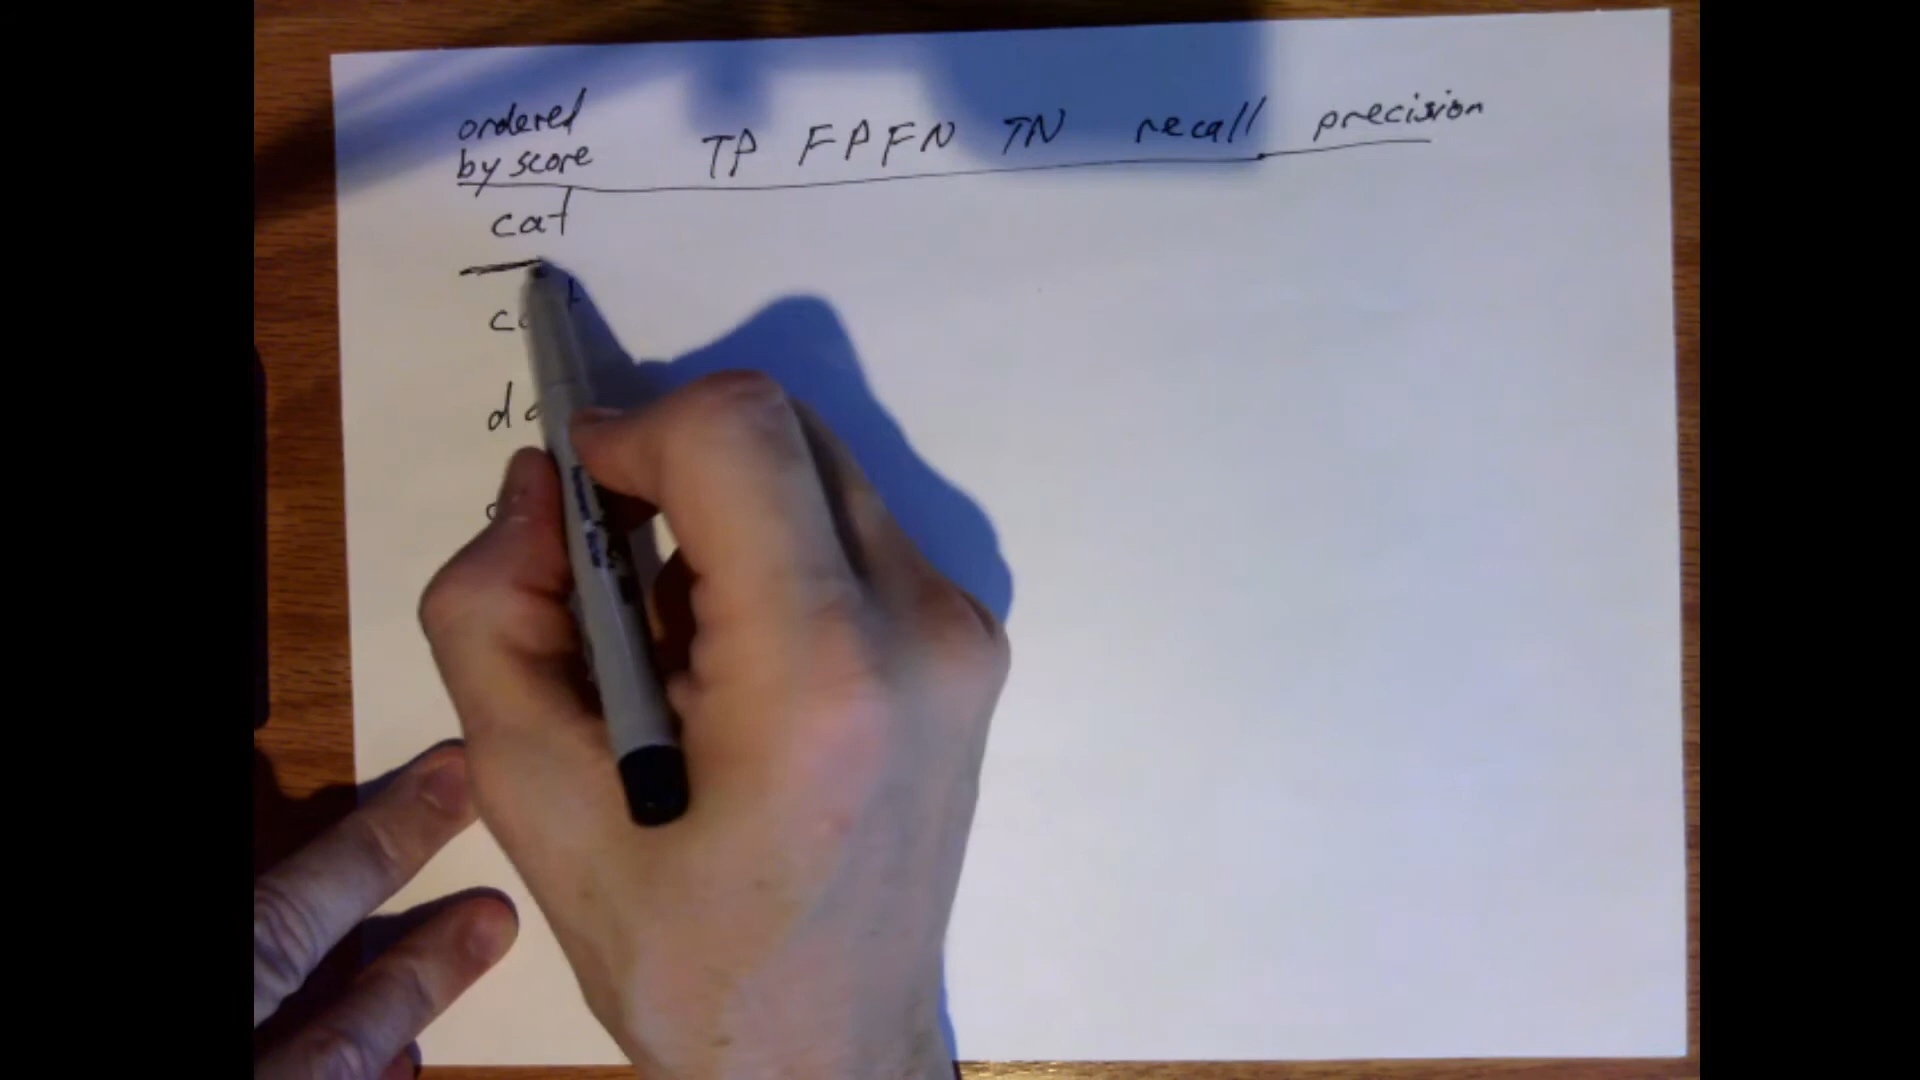 ordered
by score TP FP FN TN recall precision
cat